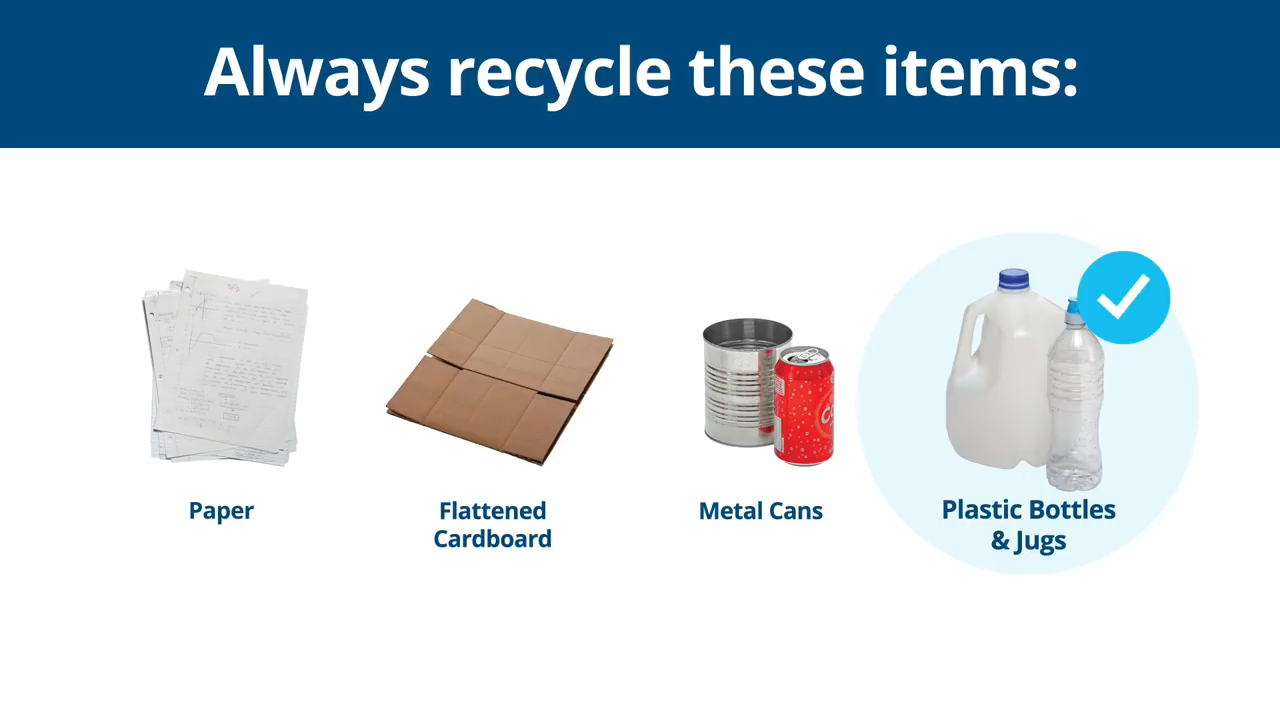 Always recycle these items:
Paper
Flattened
Cardboard
Metal Cans
Plastic Bottles
& Jugs